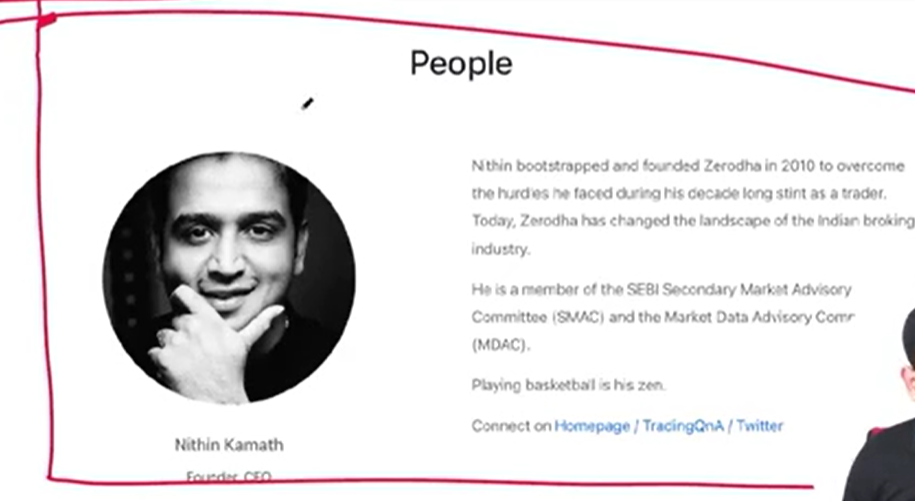 People
Nithin bootstrapped and founded Zerodha in 2010 to overcome
the hurdles he faced during his decade long stint as a trader.
Today, Zerodha has changed the landscape of the Indian broking
industry.
He is a member of the SEBI Secondary Market Advisory
Committee (SMAC) and the Market Data Advisory
(MDAC).
Playing basketball is his zen.
Connect on Homepage / TradingQnA / Twitter
Nithin Kamath
Founder, CEO